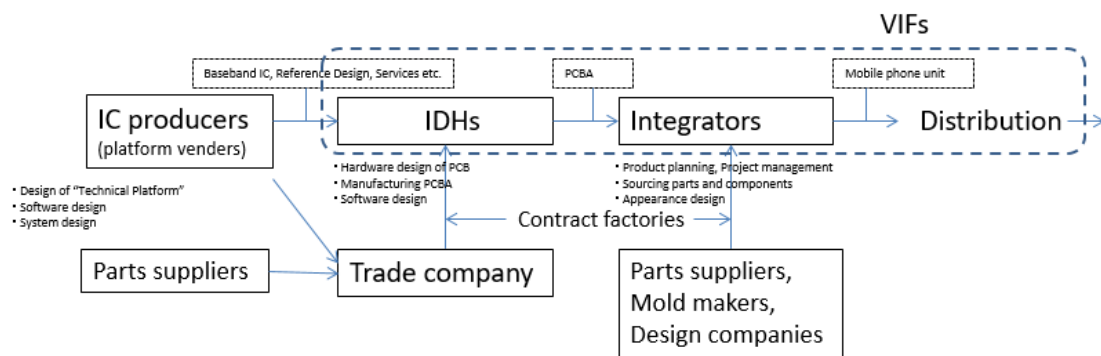 VIFs
Baseband IC, Reference Design, Services etc.
PCBA
Mobile phone unit
IC producers
(platform venders)
IDHs
Integrators
Distribution
• Design of “Technical Platform”
• Software design
• System design
• Hardware design of PCB
• Manufacturing PCBA
• Software design
• Product planning, Project management
• Sourcing parts and components
• Appearance design
Contract factories
Parts suppliers
Trade company
Parts suppliers,
Mold makers,
Design companies